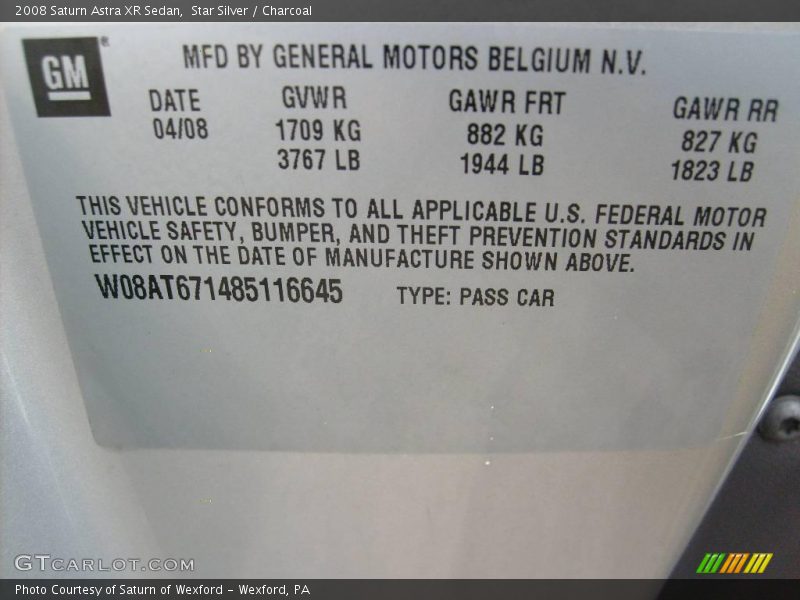 2008 Saturn Astra XR Sedan, Star Silver / Charcoal
GM ®
MFD BY GENERAL MOTORS BELGIUM N.V.
DATE GVWR GAWR FRT GAWR RR
04/08 1709 KG 882 KG 827 KG
3767 LB 1944 LB 1823 LB
THIS VEHICLE CONFORMS TO ALL APPLICABLE U.S. FEDERAL MOTOR
VEHICLE SAFETY, BUMPER, AND THEFT PREVENTION STANDARDS IN
EFFECT ON THE DATE OF MANUFACTURE SHOWN ABOVE.
W08AT671485116645 TYPE: PASS CAR
GTCARLOT.COM
Photo Courtesy of Saturn of Wexford - Wexford, PA